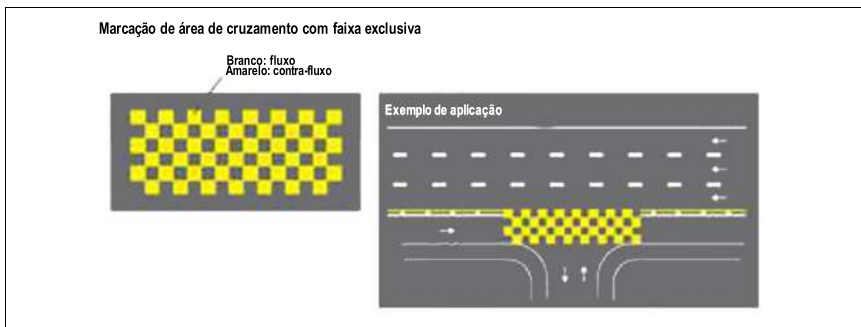 Marcação de área de cruzamento com faixa exclusiva
Branco: fluxo
Amarelo: contra-fluxo
Exemplo de aplicação